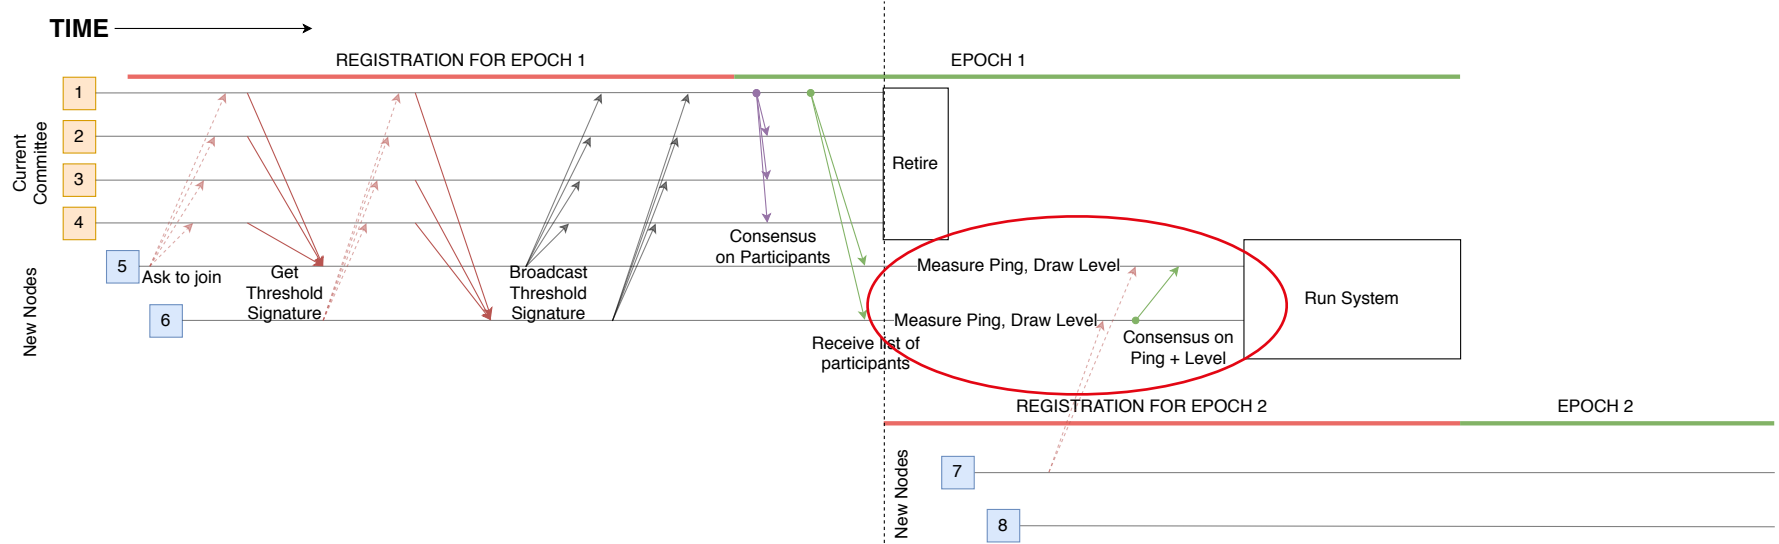 TIME
REGISTRATION FOR EPOCH 1
EPOCH 1
Current
Committee
1
2
3
4
Retire
New Nodes
5
6
Ask to join
Get
Threshold
Signature
Broadcast
Threshold
Signature
Consensus
on Participants
Receive list of
participants
Measure Ping, Draw Level
Measure Ping, Draw Level
Consensus on
Ping + Level
Run System
REGISTRATION FOR EPOCH 2
EPOCH 2
New Nodes
7
8